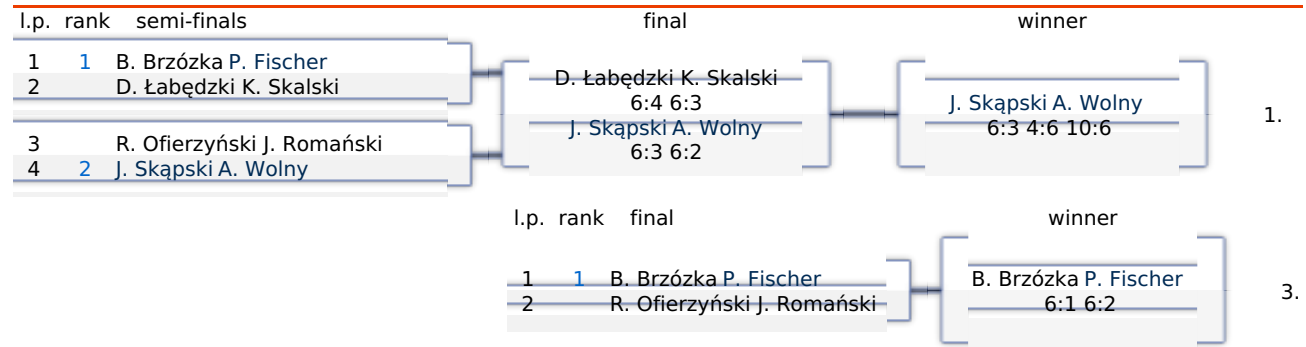 l.p. rank semi-finals final winner
1 1 B. Brzózka P. Fischer
2 D. Łabędzki K. Skalski
3 R. Ofierzyński J. Romański
4 2 J. Skąpski A. Wolny
D. Łabędzki K. Skalski
6:4 6:3
J. Skąpski A. Wolny
6:3 6:2
J. Skąpski A. Wolny
6:3 4:6 10:6
1.
l.p. rank final winner
1 1 B. Brzózka P. Fischer
2 R. Ofierzyński J. Romański
B. Brzózka P. Fischer
6:1 6:2
3.